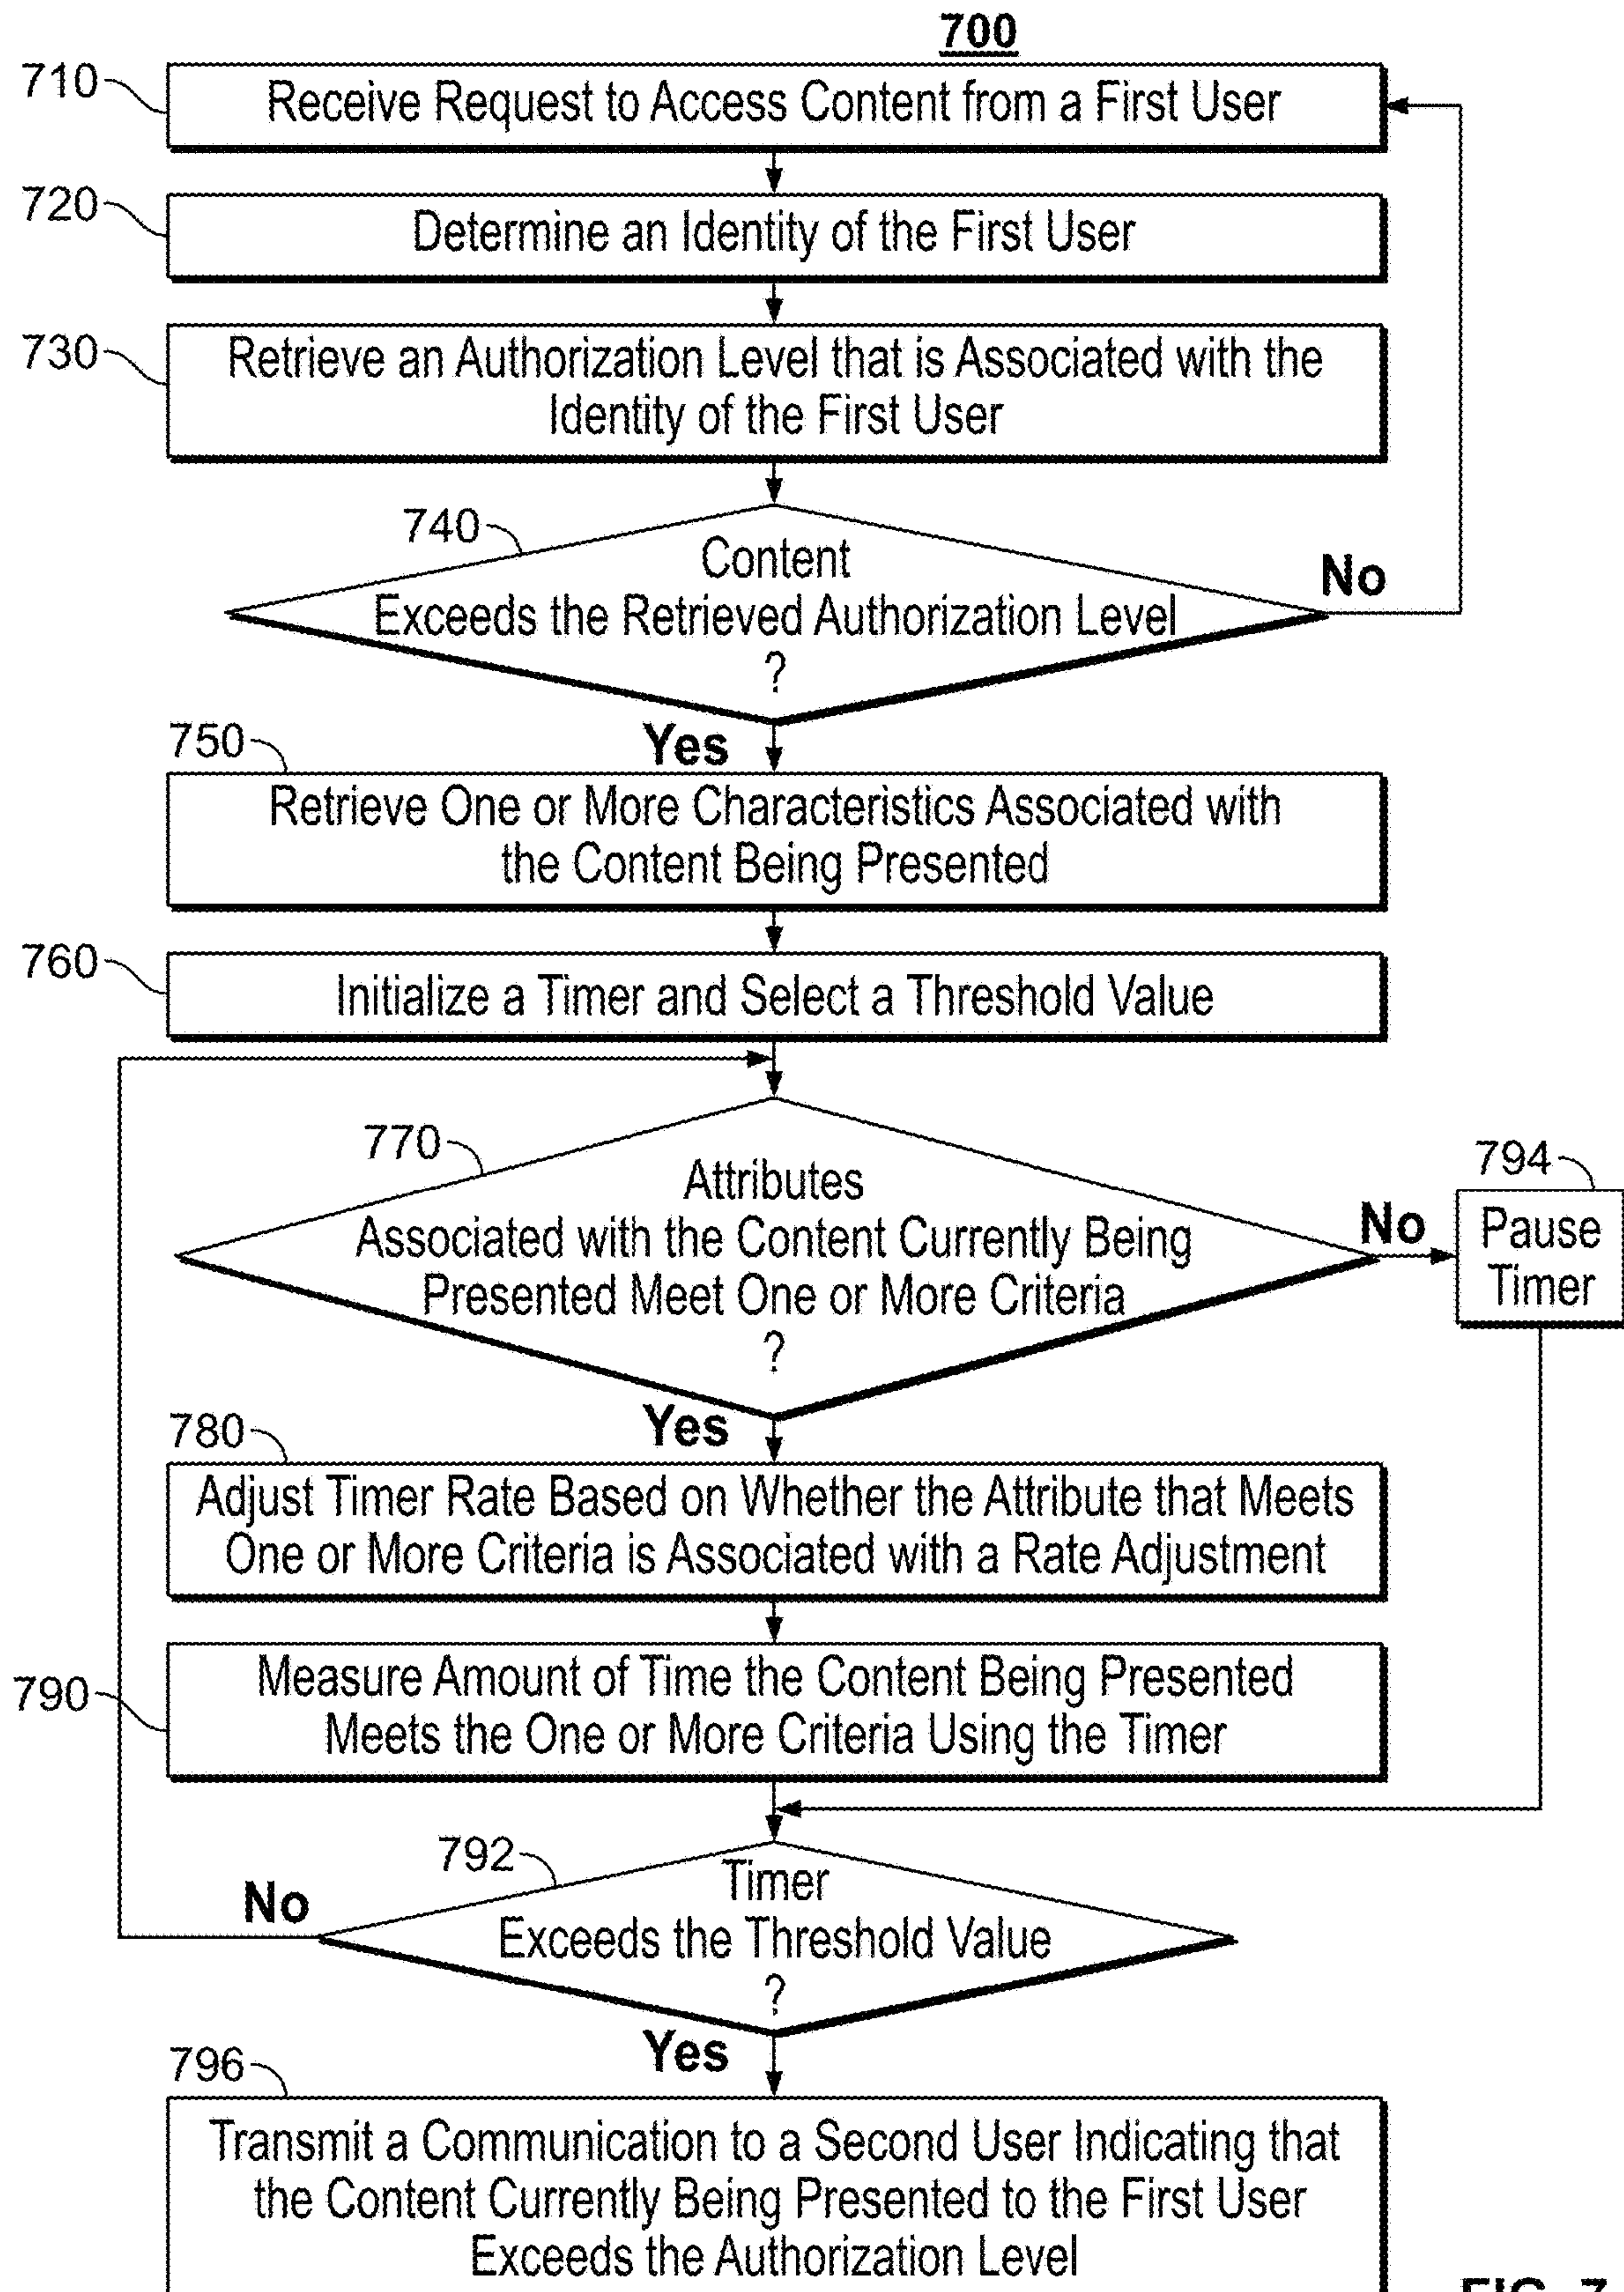 700
710
Receive Request to Access Content from a First User
720
Determine an Identity of the First User
730
Retrieve an Authorization Level that is Associated with the
Identity of the First User
740
Content
Exceeds the Retrieved Authorization Level
?
No
Yes
750
Retrieve One or More Characteristics Associated with
the Content Being Presented
760
Initialize a Timer and Select a Threshold Value
770
Attributes
Associated with the Content Currently Being
Presented Meet One or More Criteria
?
No
794
Pause
Timer
Yes
780
Adjust Timer Rate Based on Whether the Attribute that Meets
One or More Criteria is Associated with a Rate Adjustment
790
Measure Amount of Time the Content Being Presented
Meets the One or More Criteria Using the Timer
792
Timer
Exceeds the Threshold Value
?
No
Yes
796
Transmit a Communication to a Second User Indicating that
the Content Currently Being Presented to the First User
Exceeds the Authorization Level
FIG. 7